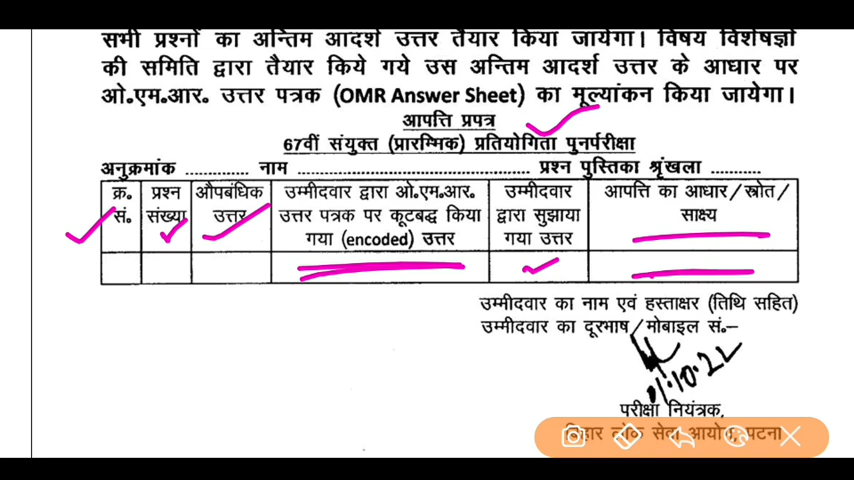 सभी प्रश्नों का अन्तिम आदर्श उत्तर तैयार किया जायेगा। विषय विशेषज्ञों
की समिति द्वारा तैयार किये गये उस अन्तिम आदर्श उत्तर के आधार पर
ओ.एम.आर. उत्तर पत्रक (OMR Answer Sheet) का मूल्यांकन किया जायेगा।
आपत्ति प्रपत्र
67वीं संयुक्त (प्रारम्भिक) प्रतियोगिता पुनर्परीक्षा
अनुक्रमांक ............ नाम ............................................ प्रश्न पुस्तिका श्रृंखला ..........
क्र. सं.
प्रश्न संख्या
औपबंधिक उत्तर
उम्मीदवार द्वारा ओ.एम.आर. उत्तर पत्रक पर कूटबद्ध किया गया (encoded) उत्तर
उम्मीदवार द्वारा सुझाया गया उत्तर
आपत्ति का आधार/स्त्रोत/ साक्ष्य
उम्मीदवार का नाम एवं हस्ताक्षर (तिथि सहित)
उम्मीदवार का दूरभाष/मोबाइल सं.–
परीक्षा नियंत्रक,
बिहार लोक सेवा आयोग, पटना